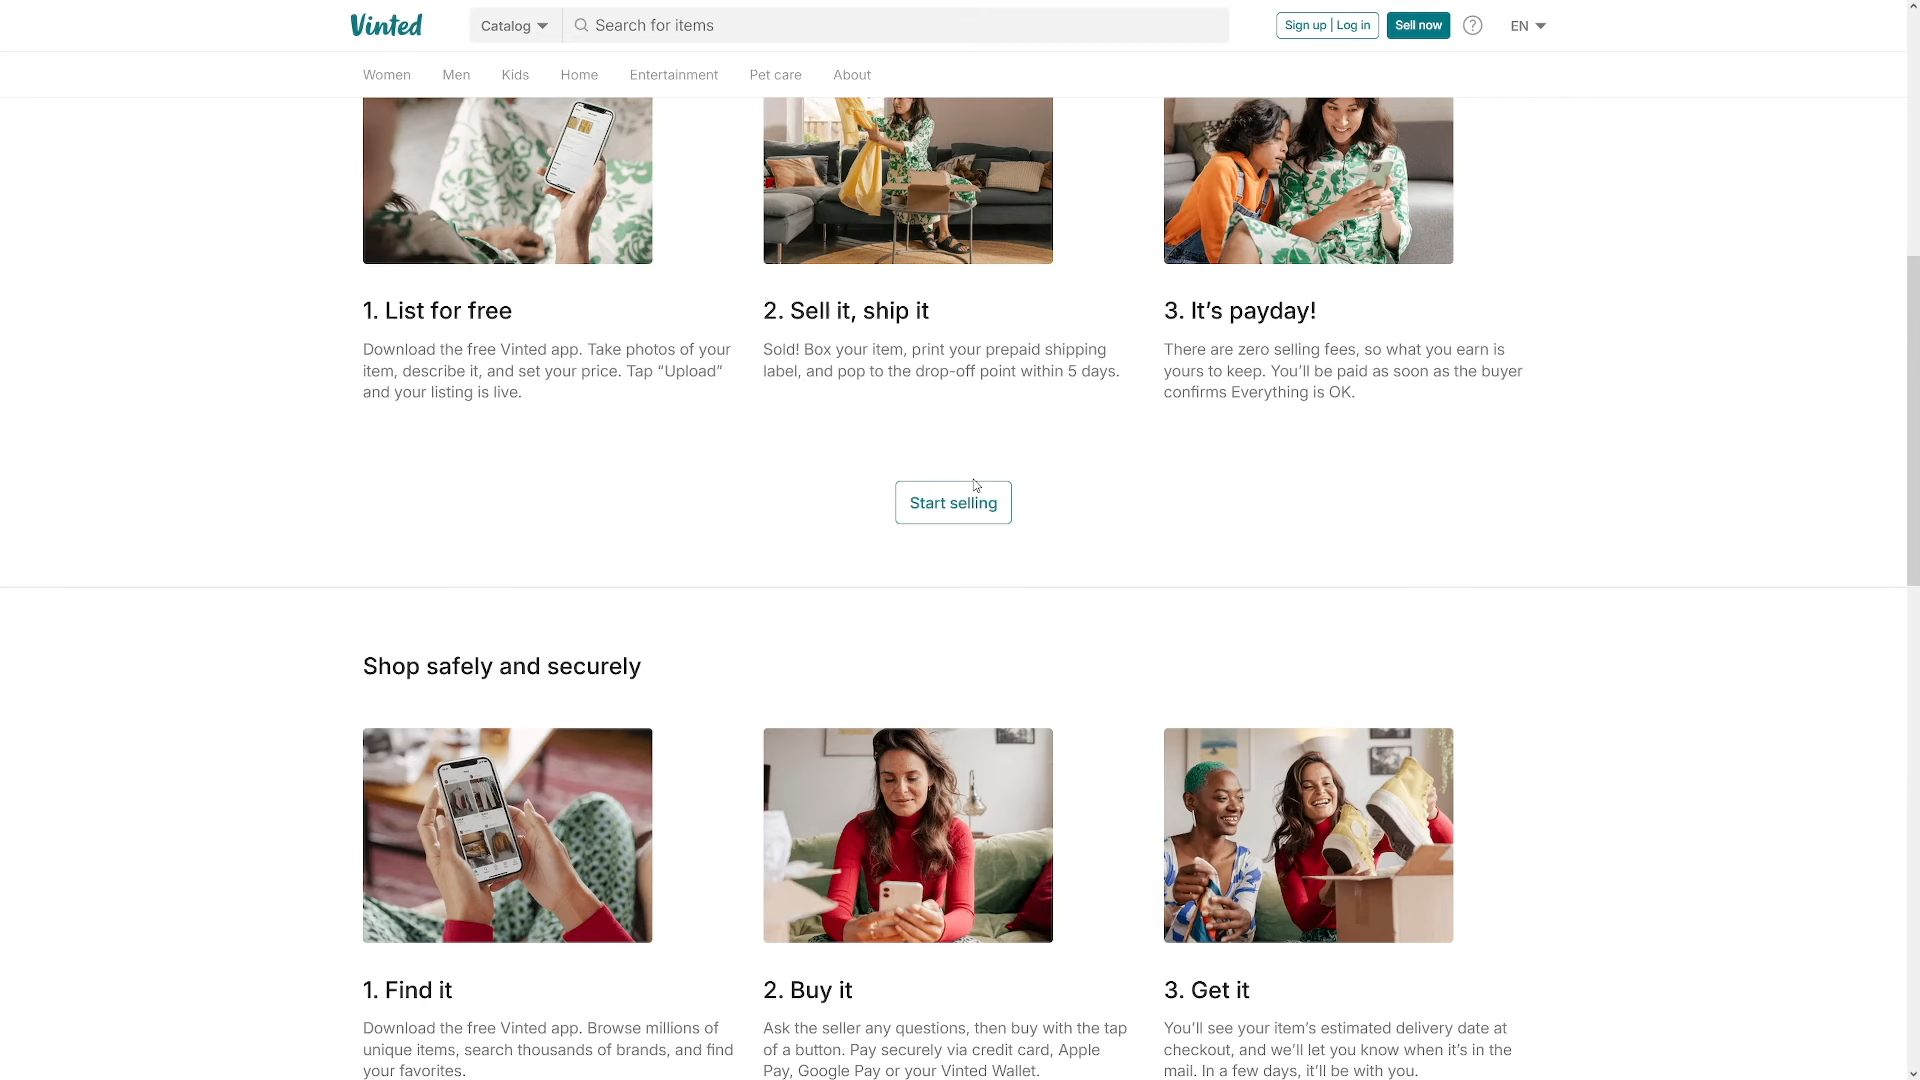 Vinted
Catalog
Search for items
Sign up | Log in
Sell now
?
EN
Women
Men
Kids
Home
Entertainment
Pet care
About
1. List for free
Download the free Vinted app. Take photos of your
item, describe it, and set your price. Tap “Upload”
and your listing is live.
2. Sell it, ship it
Sold! Box your item, print your prepaid shipping
label, and pop to the drop-off point within 5 days.
3. It’s payday!
There are zero selling fees, so what you earn is
yours to keep. You’ll be paid as soon as the buyer
confirms Everything is OK.
Start selling
Shop safely and securely
1. Find it
Download the free Vinted app. Browse millions of
unique items, search thousands of brands, and find
your favorites.
2. Buy it
Ask the seller any questions, then buy with the tap
of a button. Pay securely via credit card, Apple
Pay, Google Pay or your Vinted Wallet.
3. Get it
You’ll see your item’s estimated delivery date at
checkout, and we’ll let you know when it’s in the
mail. In a few days, it’ll be with you.